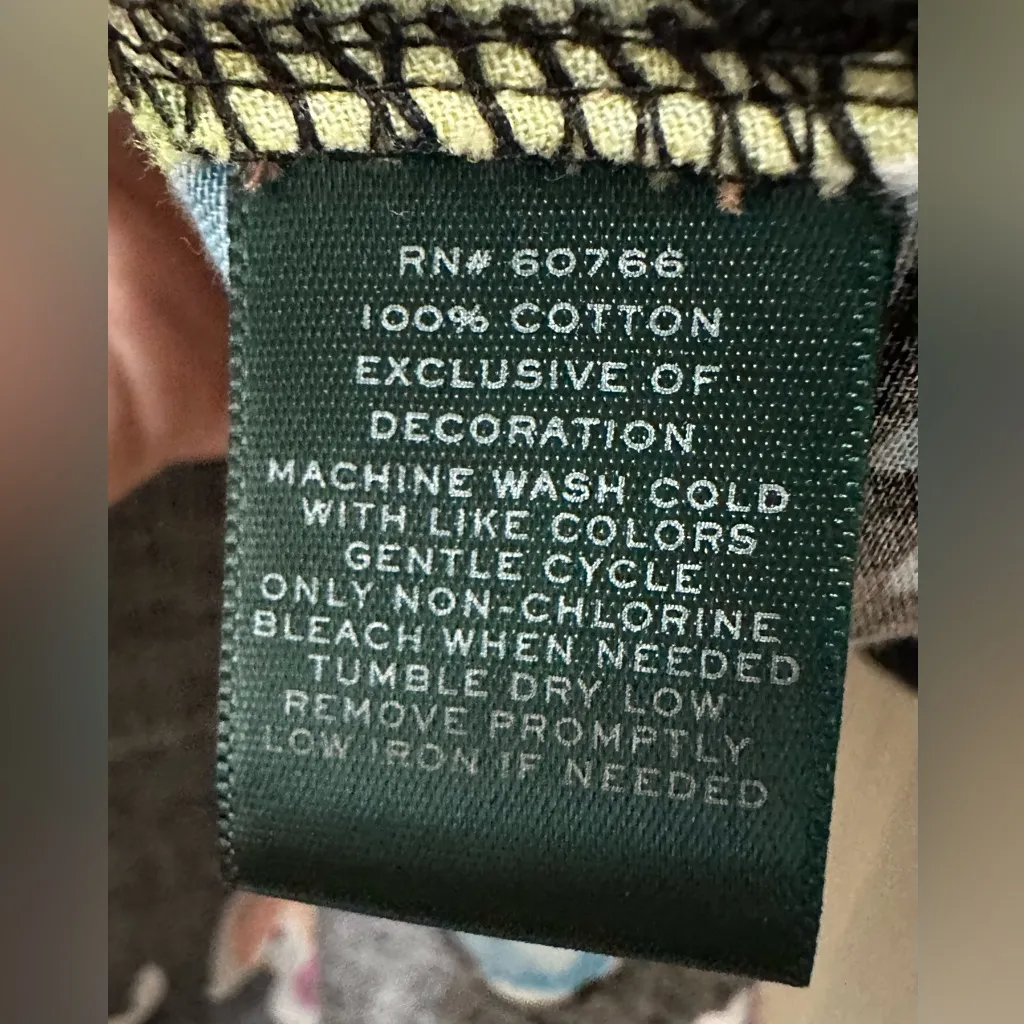 RN# 60766
100% COTTON
EXCLUSIVE OF
DECORATION
MACHINE WASH COLD
WITH LIKE COLORS
GENTLE CYCLE
ONLY NON-CHLORINE
BLEACH WHEN NEEDED
TUMBLE DRY LOW
REMOVE PROMPTLY
LOW IRON IF NEEDED